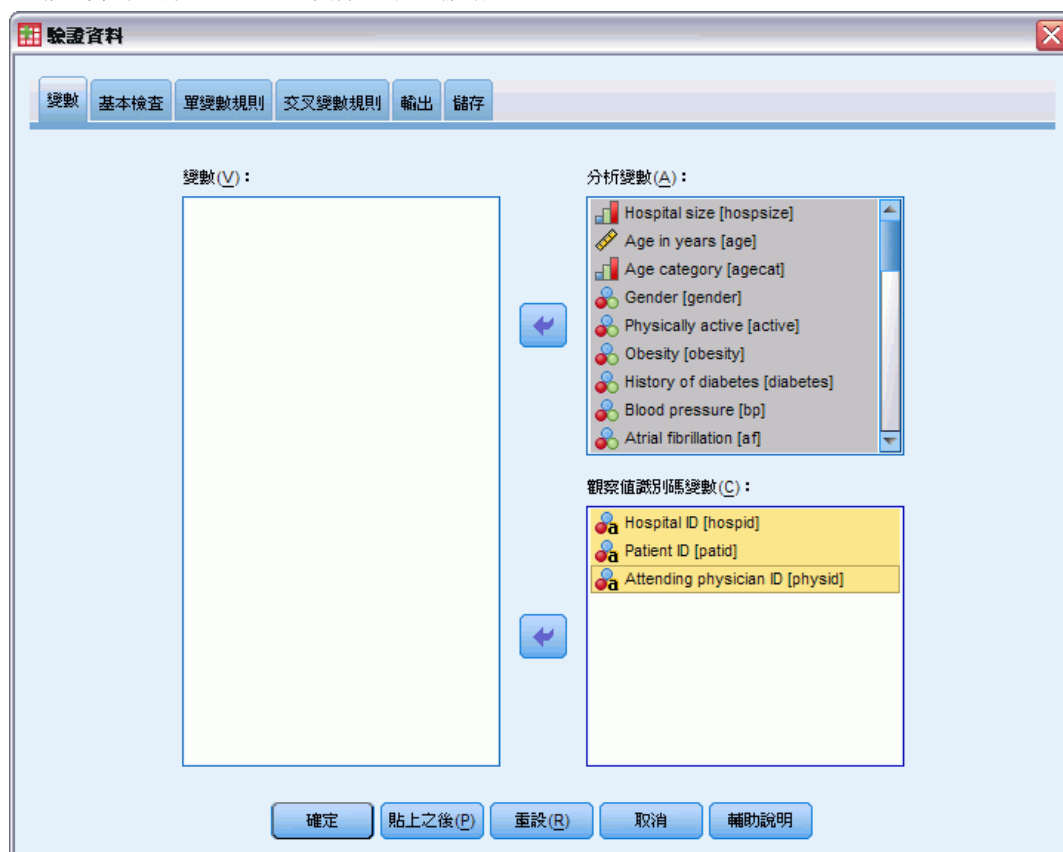 驗證資料
變數 基本檢查 單變數規則 交叉變數規則 輸出 儲存
變數(V)：
分析變數(A)：
Hospital size [hospsize]
Age in years [age]
Age category [agecat]
Gender [gender]
Physically active [active]
Obesity [obesity]
History of diabetes [diabetes]
Blood pressure [bp]
Atrial fibrillation [af]
觀察值識別碼變數(C)：
Hospital ID [hospid]
Patient ID [patid]
Attending physician ID [physid]
確定 貼上之後(P) 重設(R) 取消 輔助說明